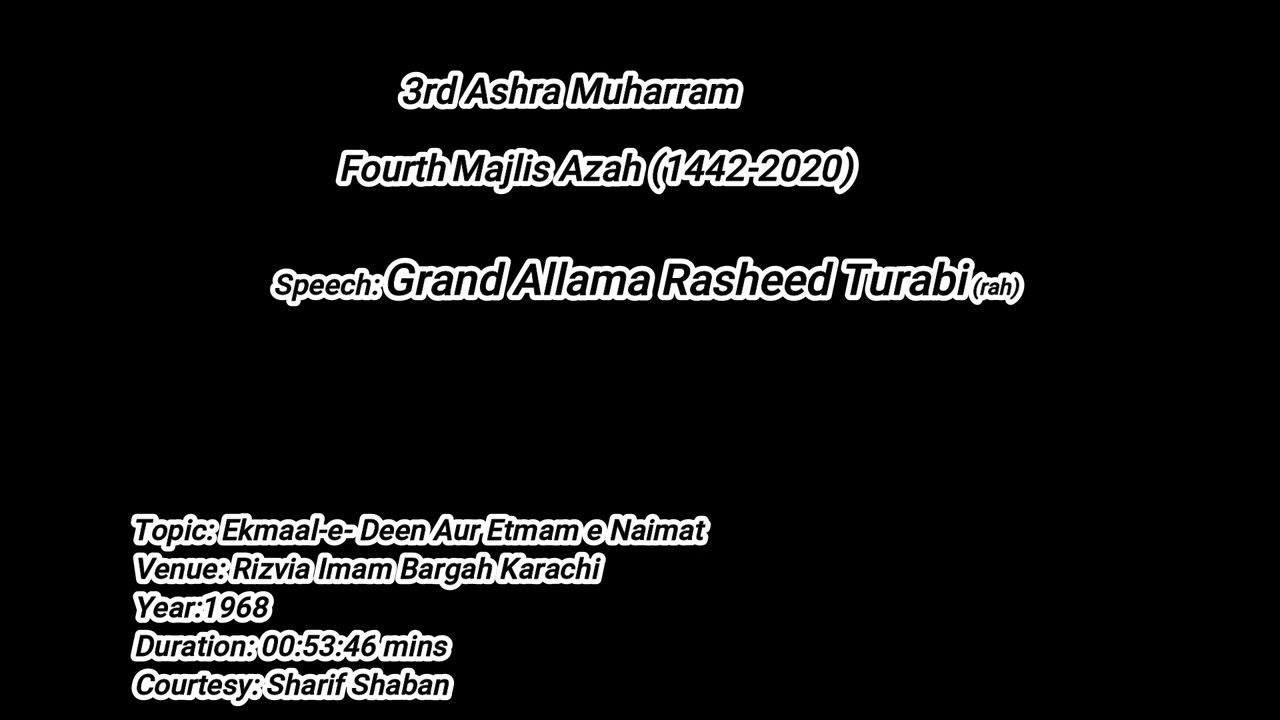 3rd Ashra Muharram
Fourth Majlis Azah (1442-2020)
Speech: Grand Allama Rasheed Turabi (rah)
Topic: Ekmaal-e- Deen Aur Etmam e Naimat
Venue: Rizvia Imam Bargah Karachi
Year:1968
Duration: 00:53:46 mins
Courtesy: Sharif Shaban